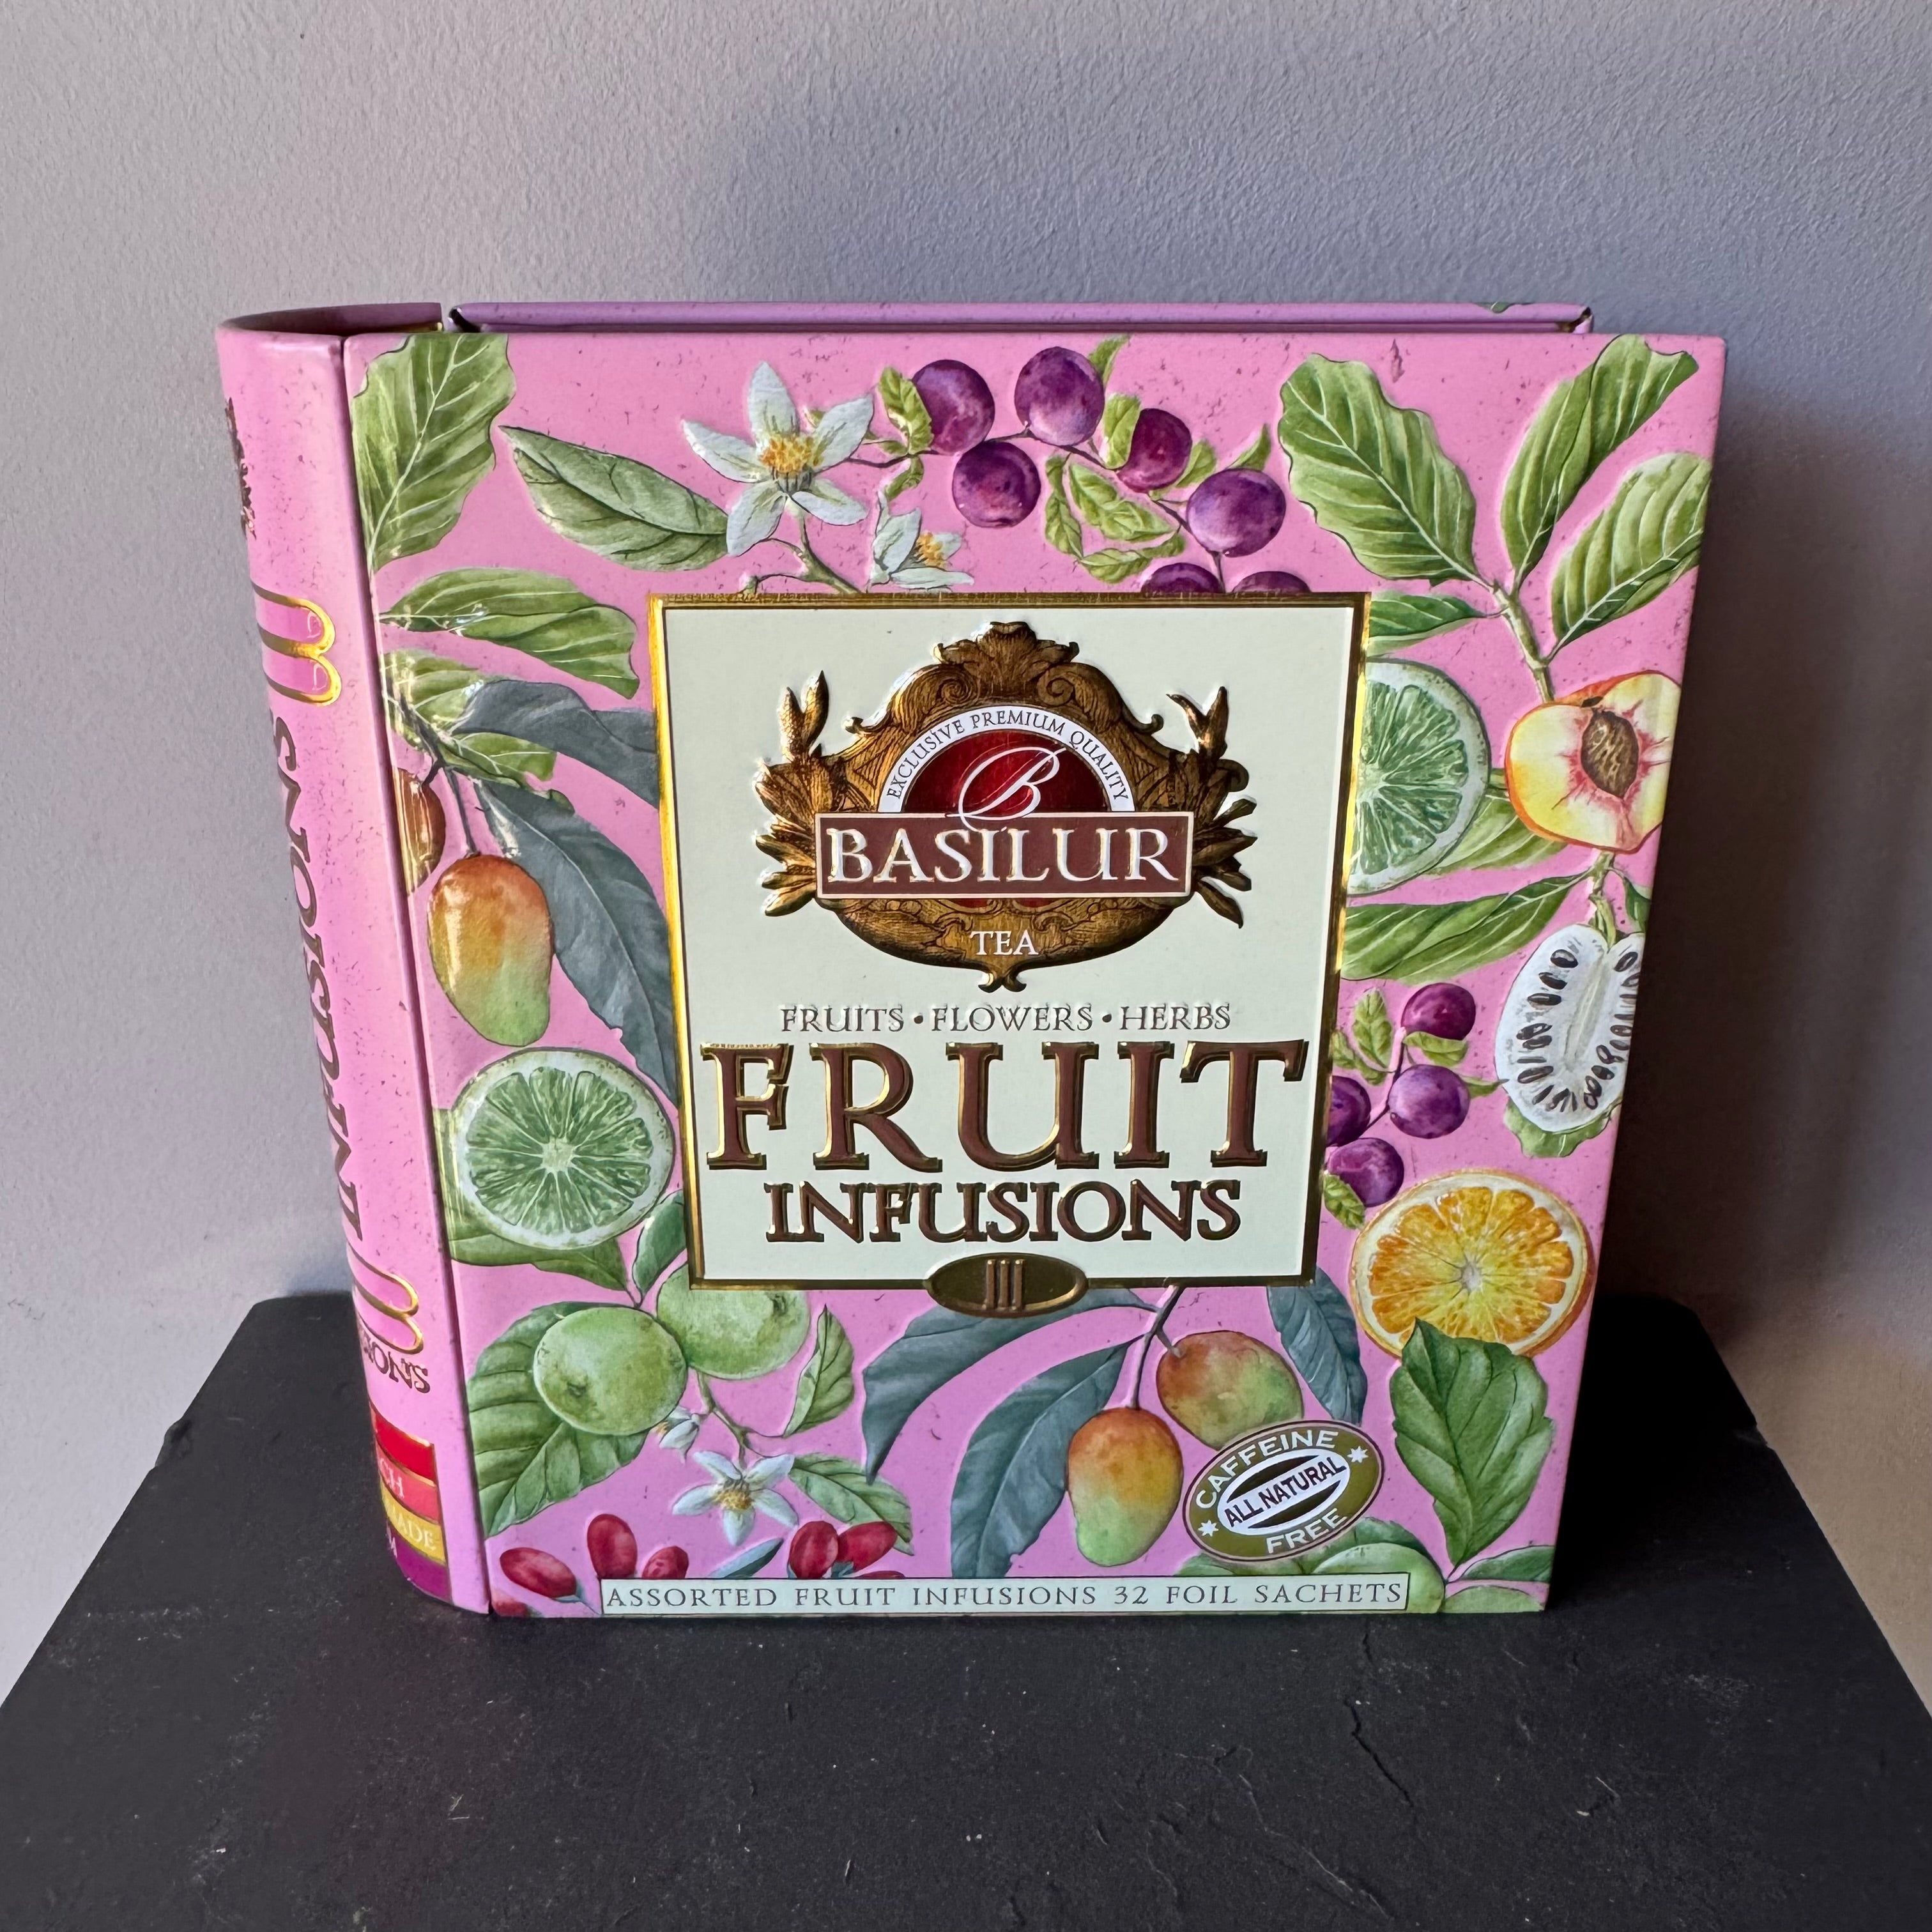 EXCLUSIVE PREMIUM QUALITY
B
BASILUR
TEA
FRUITS • FLOWERS • HERBS
FRUIT
INFUSIONS
III
CAFFEINE
ALL NATURAL
FREE
ASSORTED FRUIT INFUSIONS 32 FOIL SACHETS
INFUSIONS